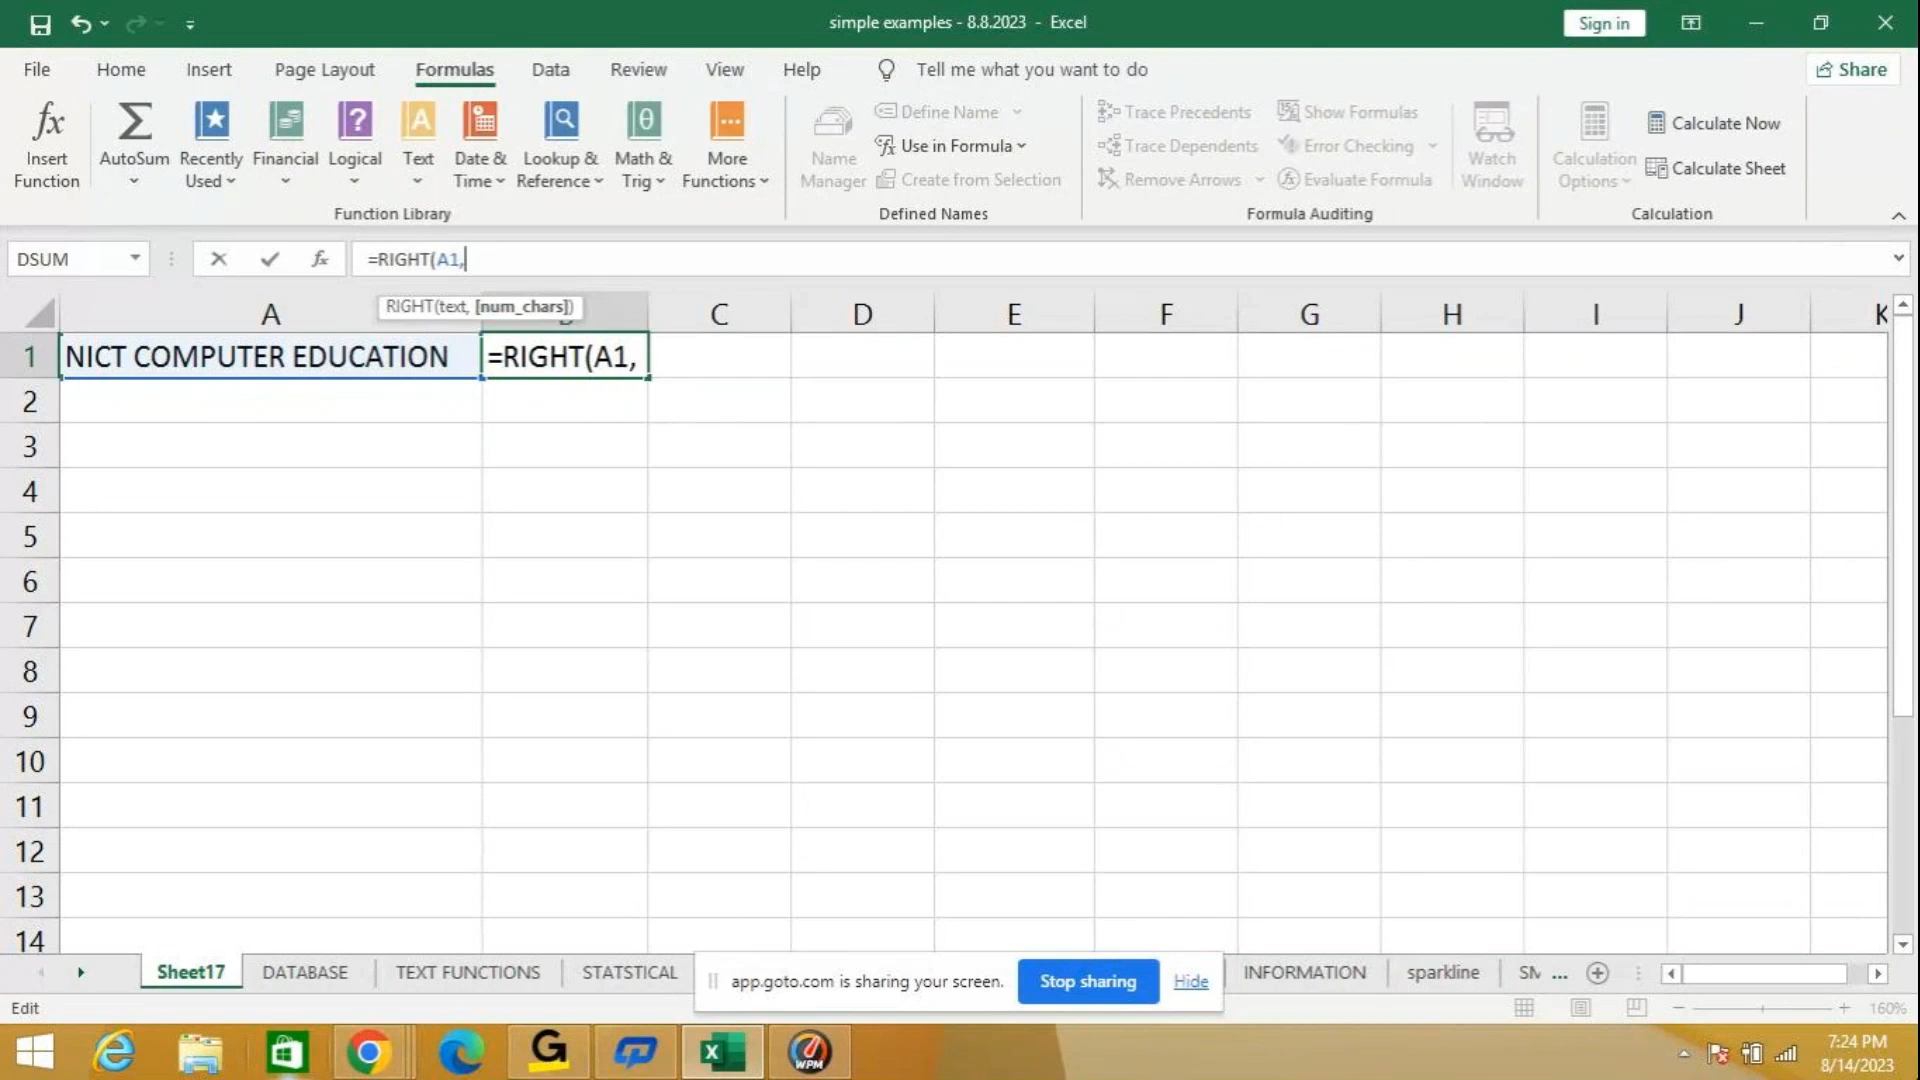 simple examples - 8.8.2023 - Excel
Sign in
File Home Insert Page Layout Formulas Data Review View Help Tell me what you want to do Share
fx Insert Function
AutoSum
Recently Used
Financial
Logical
Text
Date & Time
Lookup & Reference
Math & Trig
More Functions
Function Library
Name Manager
Define Name
Use in Formula
Create from Selection
Defined Names
Trace Precedents
Trace Dependents
Remove Arrows
Show Formulas
Error Checking
Evaluate Formula
Watch Window
Formula Auditing
Calculation Options
Calculate Now
Calculate Sheet
Calculation
DSUM fx =RIGHT(A1,
RIGHT(text, [num_chars])
A C D E F G H I J K
1 NICT COMPUTER EDUCATION =RIGHT(A1,
2
3
4
5
6
7
8
9
10
11
12
13
14
Sheet17 DATABASE TEXT FUNCTIONS STATSTICAL INFORMATION sparkline SM ...
app.goto.com is sharing your screen. Stop sharing Hide
Edit 160%
WPM
7:24 PM
8/14/2023